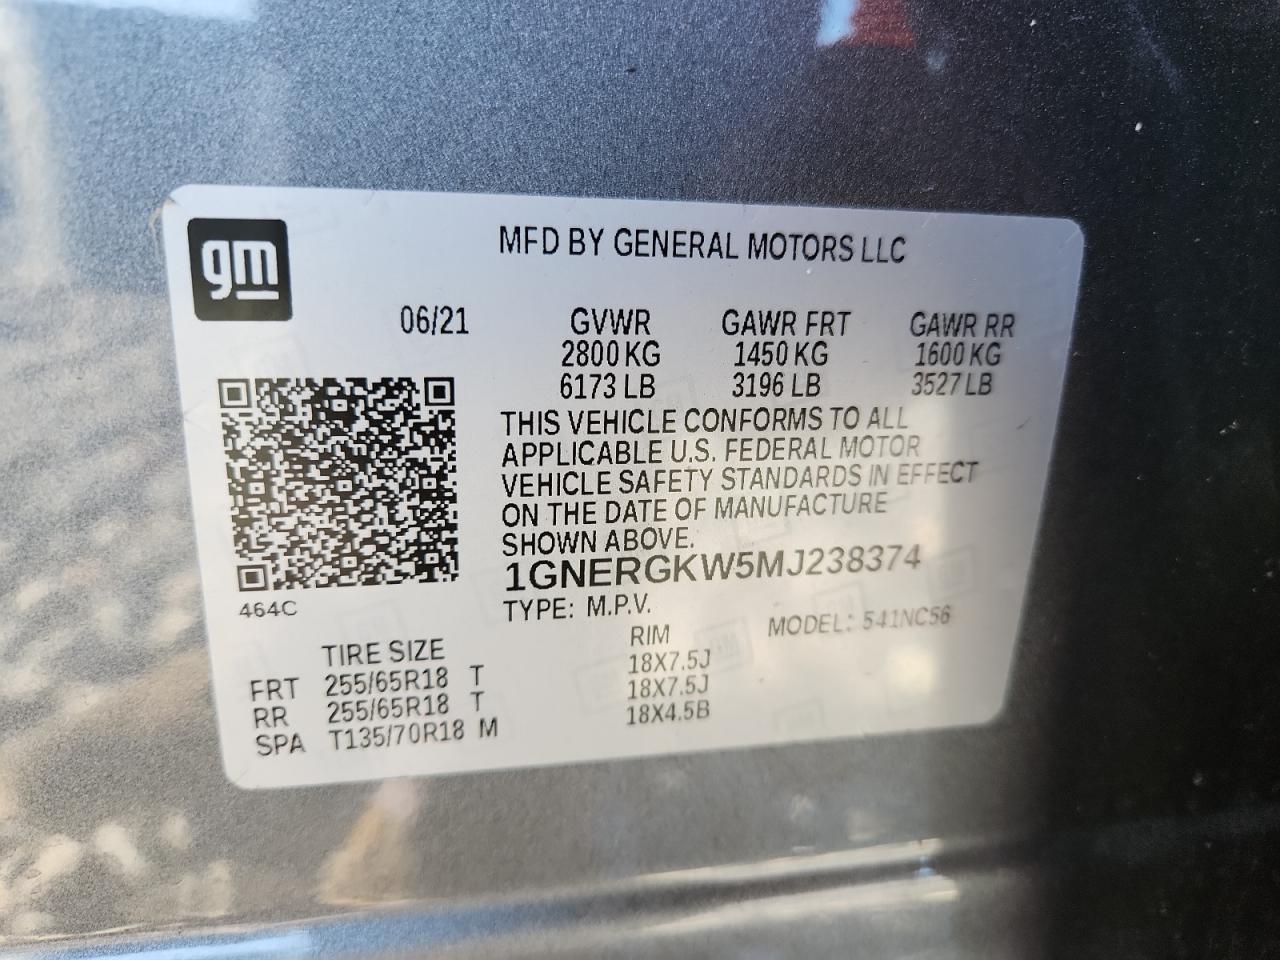 gm
MFD BY GENERAL MOTORS LLC
06/21 GVWR GAWR FRT GAWR RR
2800 KG 1450 KG 1600 KG
6173 LB 3196 LB 3527 LB
THIS VEHICLE CONFORMS TO ALL
APPLICABLE U.S. FEDERAL MOTOR
VEHICLE SAFETY STANDARDS IN EFFECT
ON THE DATE OF MANUFACTURE
SHOWN ABOVE.
1GNERGKW5MJ238374
464C
TYPE: M.P.V. MODEL: 541NC56
TIRE SIZE RIM
FRT 255/65R18 T 18X7.5J
RR 255/65R18 T 18X7.5J
SPA T135/70R18 M 18X4.5B